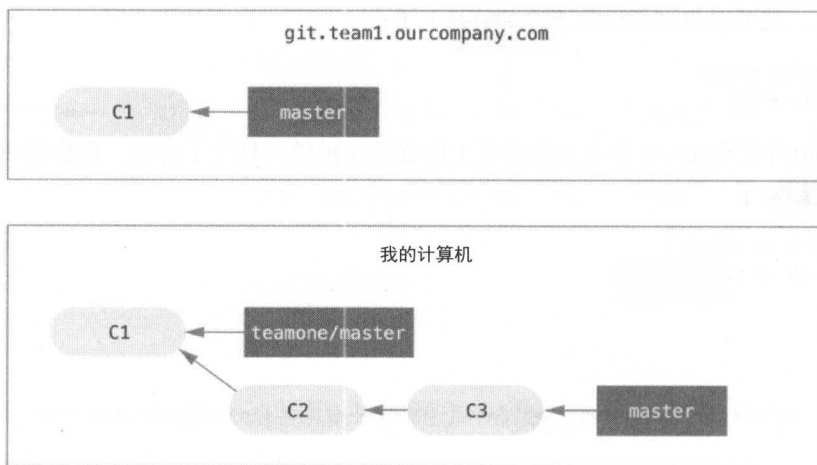 git.team1.ourcompany.com
C1
master
我的计算机
C1
teamone/master
C2
C3
master